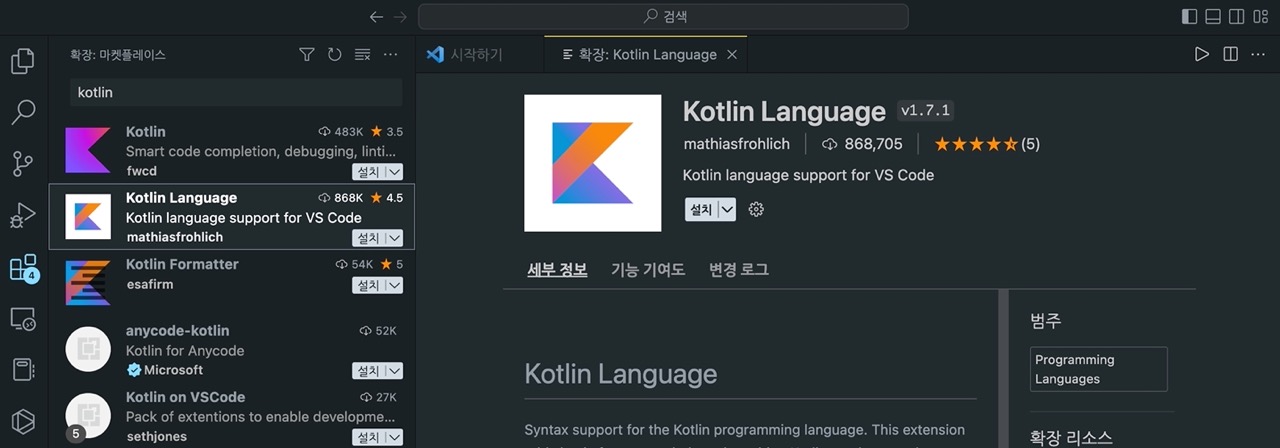 검색
확장: 마켓플레이스
시작하기
확장: Kotlin Language
kotlin
Kotlin 483K 3.5
Smart code completion, debugging, linti...
fwcd 설치
Kotlin Language 868K 4.5
Kotlin language support for VS Code
mathiasfrohlich 설치
Kotlin Formatter 54K 5
esafirm 설치
anycode-kotlin 52K
Kotlin for Anycode
Microsoft 설치
Kotlin on VSCode 27K
Pack of extentions to enable developme...
sethjones 설치
4
5
Kotlin Language v1.7.1
mathiasfrohlich 868,705 (5)
Kotlin language support for VS Code
설치
세부 정보 기능 기여도 변경 로그
Kotlin Language
Syntax support for the Kotlin programming language. This extension
범주
Programming
Languages
확장 리소스